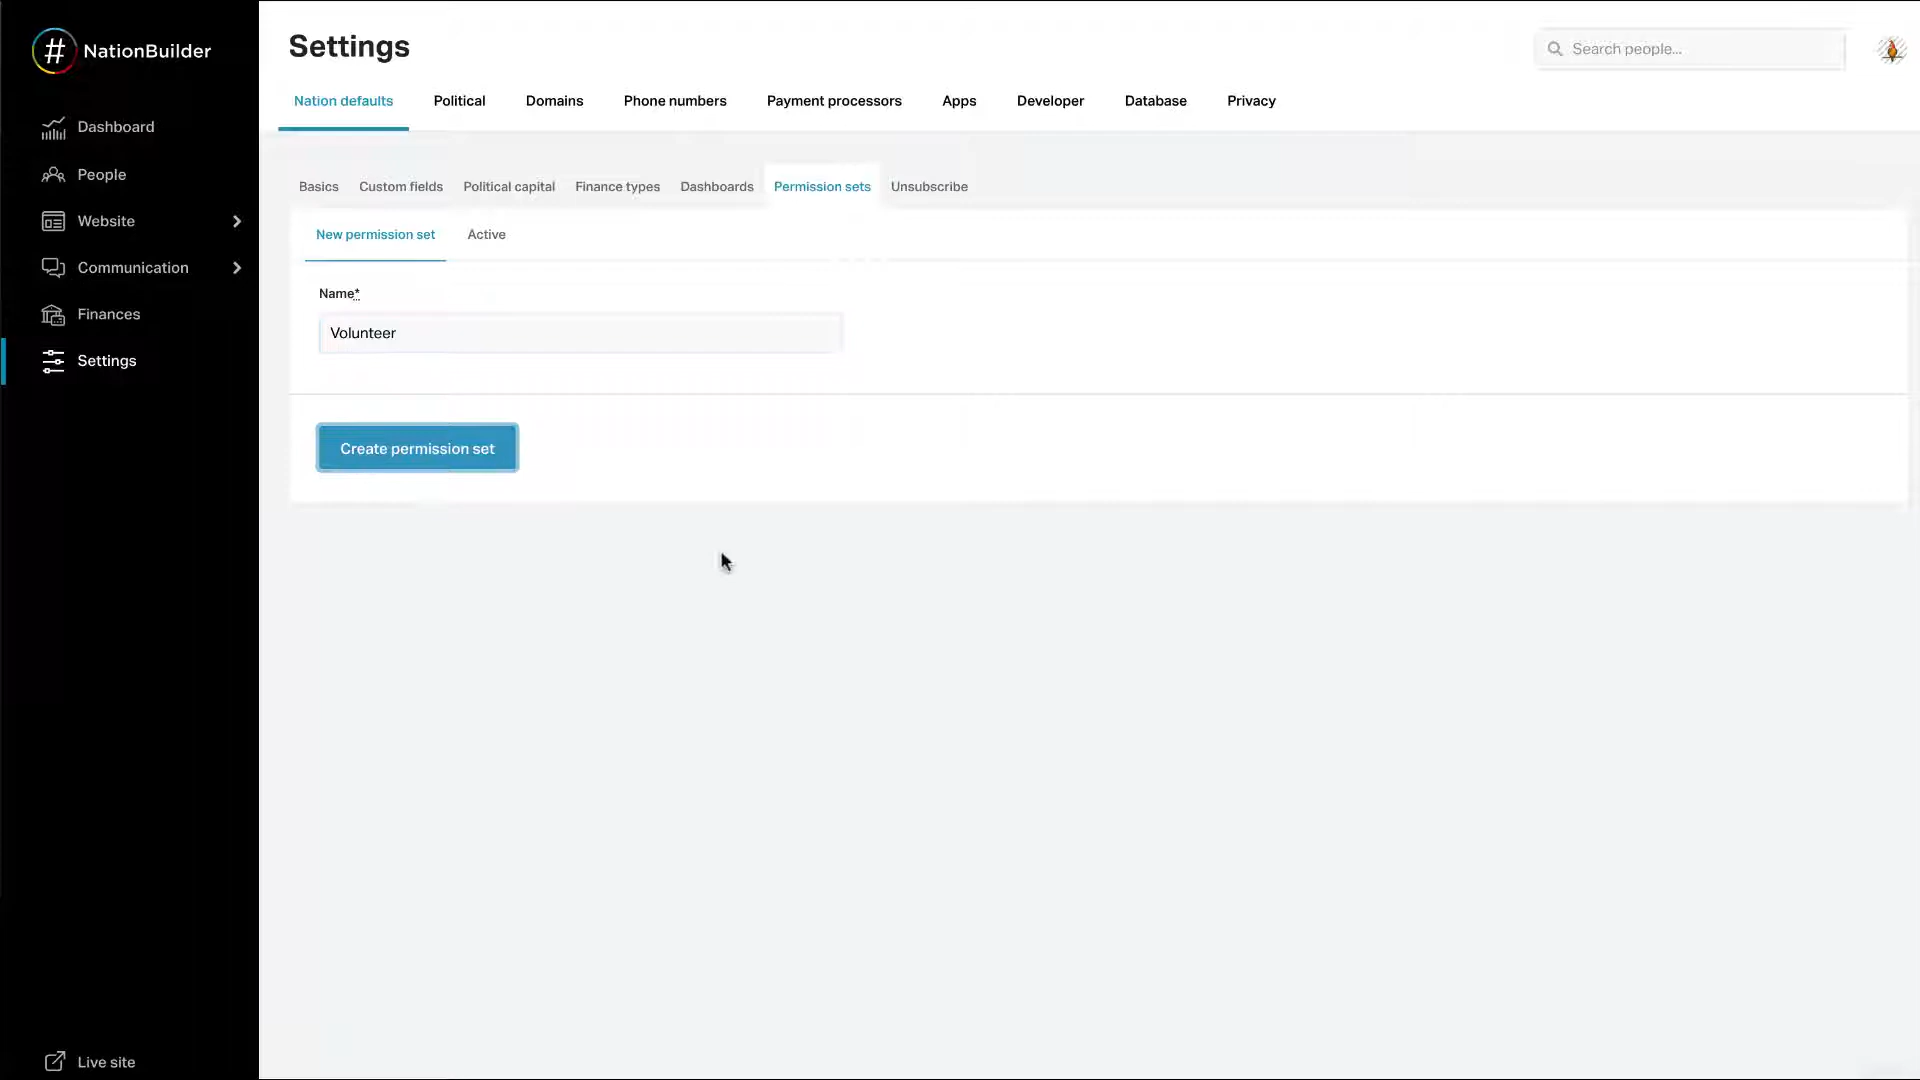 # NationBuilder
Dashboard
People
Website
Communication
Finances
Settings
Live site
Settings
Search people...
Nation defaults Political Domains Phone numbers Payment processors Apps Developer Database Privacy
Basics Custom fields Political capital Finance types Dashboards Permission sets Unsubscribe
New permission set Active
Name*
Volunteer
Create permission set